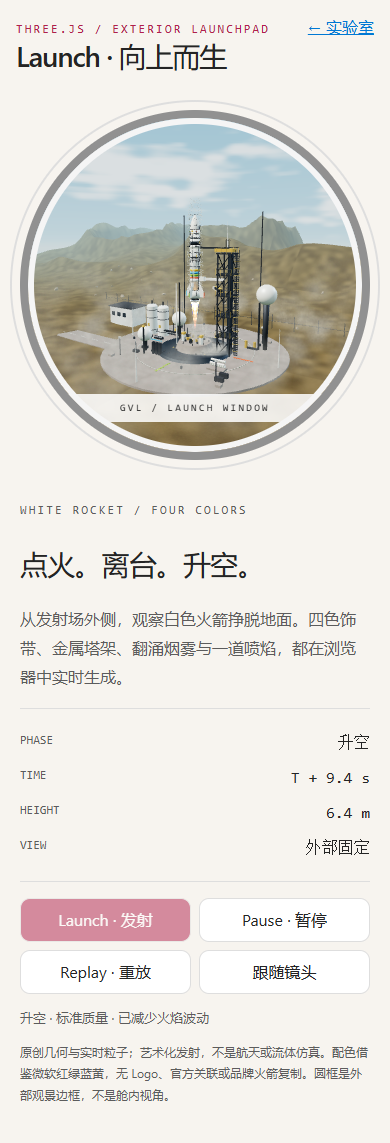 THREE.JS / EXTERIOR LAUNCHPAD
← 实验室
Launch · 向上而生
GVL / LAUNCH WINDOW
WHITE ROCKET / FOUR COLORS
点火。离台。升空。
从发射场外侧，观察白色火箭挣脱地面。四色饰
带、金属塔架、翻涌烟雾与一道喷焰，都在浏览
器中实时生成。
PHASE 升空
TIME T + 9.4 s
HEIGHT 6.4 m
VIEW 外部固定
Launch · 发射
Pause · 暂停
Replay · 重放
跟随镜头
升空 · 标准质量 · 已减少火焰波动
原创几何与实时粒子；艺术化发射，不是航天或流体仿真。配色借
鉴微软红绿蓝黄，无 Logo、官方关联或品牌火箭复制。圆框是外
部观景边框，不是舱内视角。